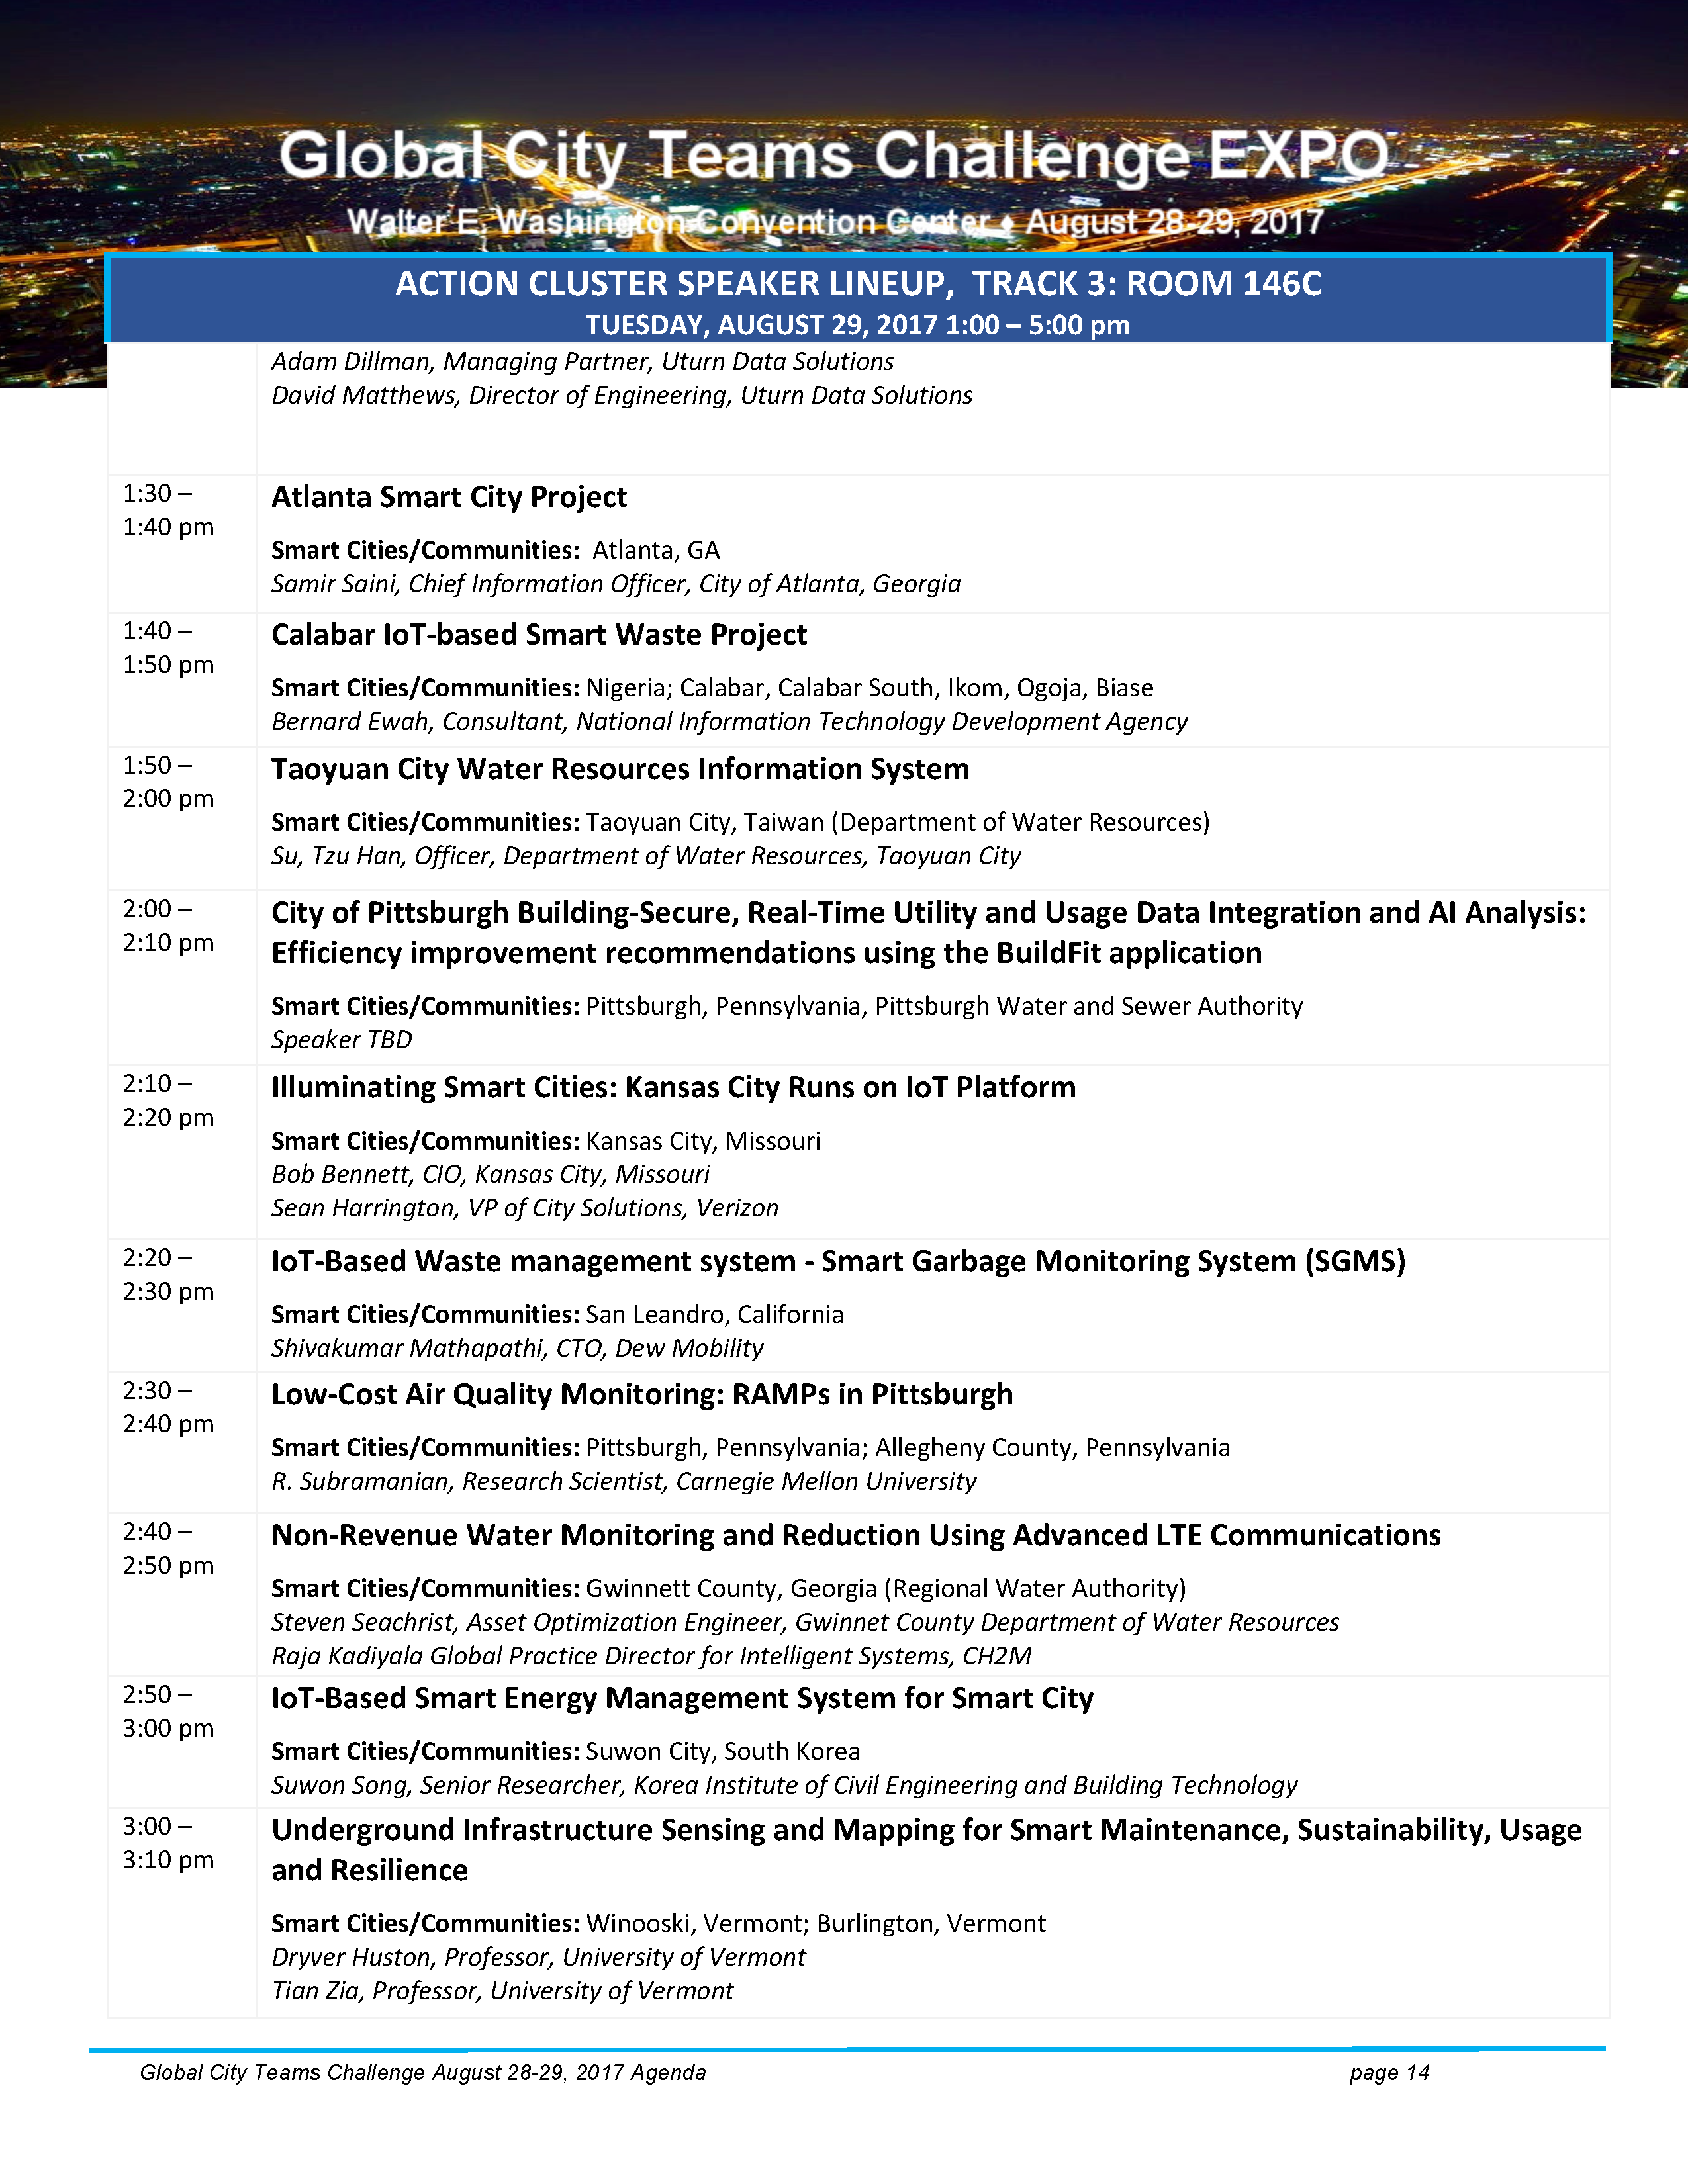 Global City Teams Challenge EXPO
Walter E. Washington Convention Center ♦ August 28-29, 2017
ACTION CLUSTER SPEAKER LINEUP,  TRACK 3: ROOM 146C
TUESDAY, AUGUST 29, 2017 1:00 – 5:00 pm
Adam Dillman, Managing Partner, Uturn Data Solutions
David Matthews, Director of Engineering, Uturn Data Solutions
1:30 –
1:40 pm
Atlanta Smart City Project
Smart Cities/Communities:  Atlanta, GA
Samir Saini, Chief Information Officer, City of Atlanta, Georgia
1:40 –
1:50 pm
Calabar IoT-based Smart Waste Project
Smart Cities/Communities: Nigeria; Calabar, Calabar South, Ikom, Ogoja, Biase
Bernard Ewah, Consultant, National Information Technology Development Agency
1:50 –
2:00 pm
Taoyuan City Water Resources Information System
Smart Cities/Communities: Taoyuan City, Taiwan (Department of Water Resources)
Su, Tzu Han, Officer, Department of Water Resources, Taoyuan City
2:00 –
2:10 pm
City of Pittsburgh Building-Secure, Real-Time Utility and Usage Data Integration and AI Analysis:
Efficiency improvement recommendations using the BuildFit application
Smart Cities/Communities: Pittsburgh, Pennsylvania, Pittsburgh Water and Sewer Authority
Speaker TBD
2:10 –
2:20 pm
Illuminating Smart Cities: Kansas City Runs on IoT Platform
Smart Cities/Communities: Kansas City, Missouri
Bob Bennett, CIO, Kansas City, Missouri
Sean Harrington, VP of City Solutions, Verizon
2:20 –
2:30 pm
IoT-Based Waste management system - Smart Garbage Monitoring System (SGMS)
Smart Cities/Communities: San Leandro, California
Shivakumar Mathapathi, CTO, Dew Mobility
2:30 –
2:40 pm
Low-Cost Air Quality Monitoring: RAMPs in Pittsburgh
Smart Cities/Communities: Pittsburgh, Pennsylvania; Allegheny County, Pennsylvania
R. Subramanian, Research Scientist, Carnegie Mellon University
2:40 –
2:50 pm
Non-Revenue Water Monitoring and Reduction Using Advanced LTE Communications
Smart Cities/Communities: Gwinnett County, Georgia (Regional Water Authority)
Steven Seachrist, Asset Optimization Engineer, Gwinnet County Department of Water Resources
Raja Kadiyala Global Practice Director for Intelligent Systems, CH2M
2:50 –
3:00 pm
IoT-Based Smart Energy Management System for Smart City
Smart Cities/Communities: Suwon City, South Korea
Suwon Song, Senior Researcher, Korea Institute of Civil Engineering and Building Technology
3:00 –
3:10 pm
Underground Infrastructure Sensing and Mapping for Smart Maintenance, Sustainability, Usage
and Resilience
Smart Cities/Communities: Winooski, Vermont; Burlington, Vermont
Dryver Huston, Professor, University of Vermont
Tian Zia, Professor, University of Vermont
Global City Teams Challenge August 28-29, 2017 Agenda
page 14